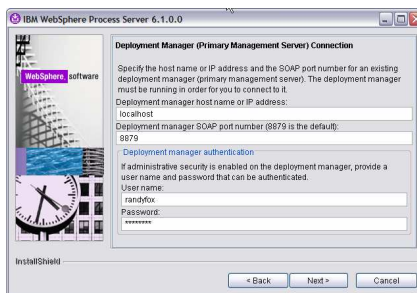 IBM WebSphere Process Server 6.1.0.0
WebSphere software
Deployment Manager (Primary Management Server) Connection
Specify the host name or IP address and the SOAP port number for an existing
deployment manager (primary management server). The deployment manager
must be running in order for you to connect to it.
Deployment manager host name or IP address:
localhost
Deployment manager SOAP port number (8879 is the default):
8879
Deployment manager authentication
If administrative security is enabled on the deployment manager, provide a
user name and password that can be authenticated.
User name:
randyfox
Password:
********
InstallShield
< Back
Next >
Cancel